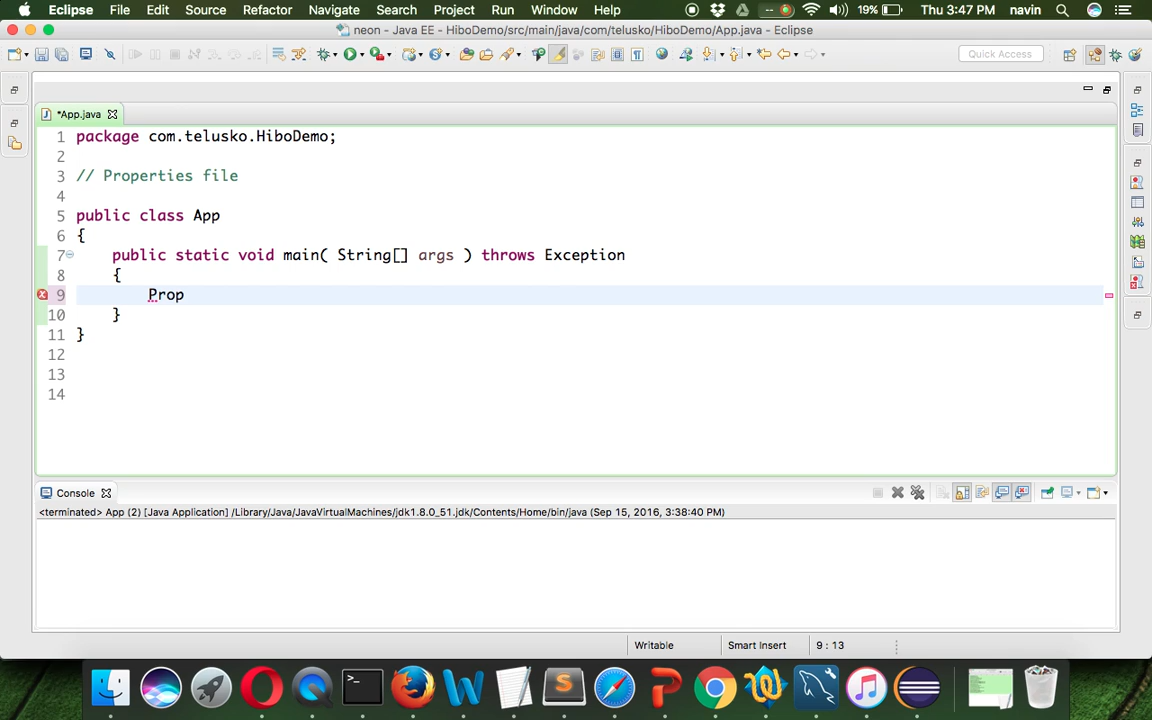 Eclipse File Edit Source Refactor Navigate Search Project Run Window Help 19% Thu 3:47 PM navin
neon - Java EE - HiboDemo/src/main/java/com/telusko/HiboDemo/App.java - Eclipse
Quick Access
*App.java
1 package com.telusko.HiboDemo;
2
3 // Properties file
4
5 public class App
6 {
7 public static void main( String[] args ) throws Exception
8 {
9 Prop
10 }
11 }
12
13
14
Console
<terminated> App (2) [Java Application] /Library/Java/JavaVirtualMachines/jdk1.8.0_51.jdk/Contents/Home/bin/java (Sep 15, 2016, 3:38:40 PM)
Writable Smart Insert 9 : 13